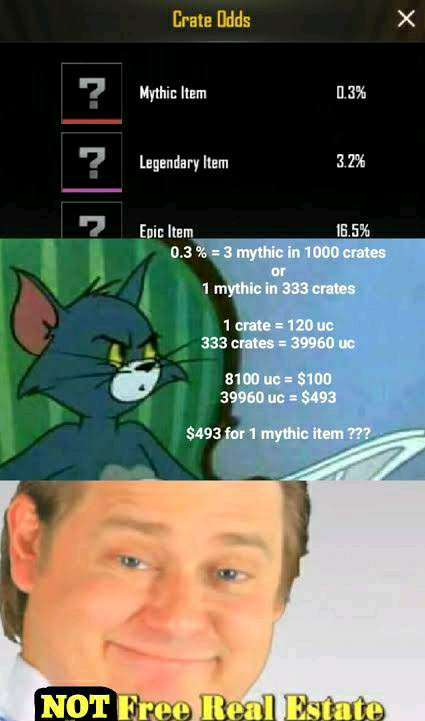 Crate Odds
?
Mythic Item 0.3%
?
Legendary Item 3.2%
?
Epic Item 16.5%
0.3 % = 3 mythic in 1000 crates
or
1 mythic in 333 crates
1 crate = 120 uc
333 crates = 39960 uc
8100 uc = $100
39960 uc = $493
$493 for 1 mythic item ???
NOT Free Real Estate